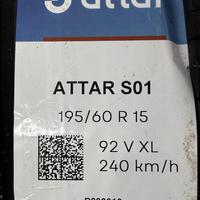 attar
ATTAR S01
195/60 R 15
92 V XL
240 km/h